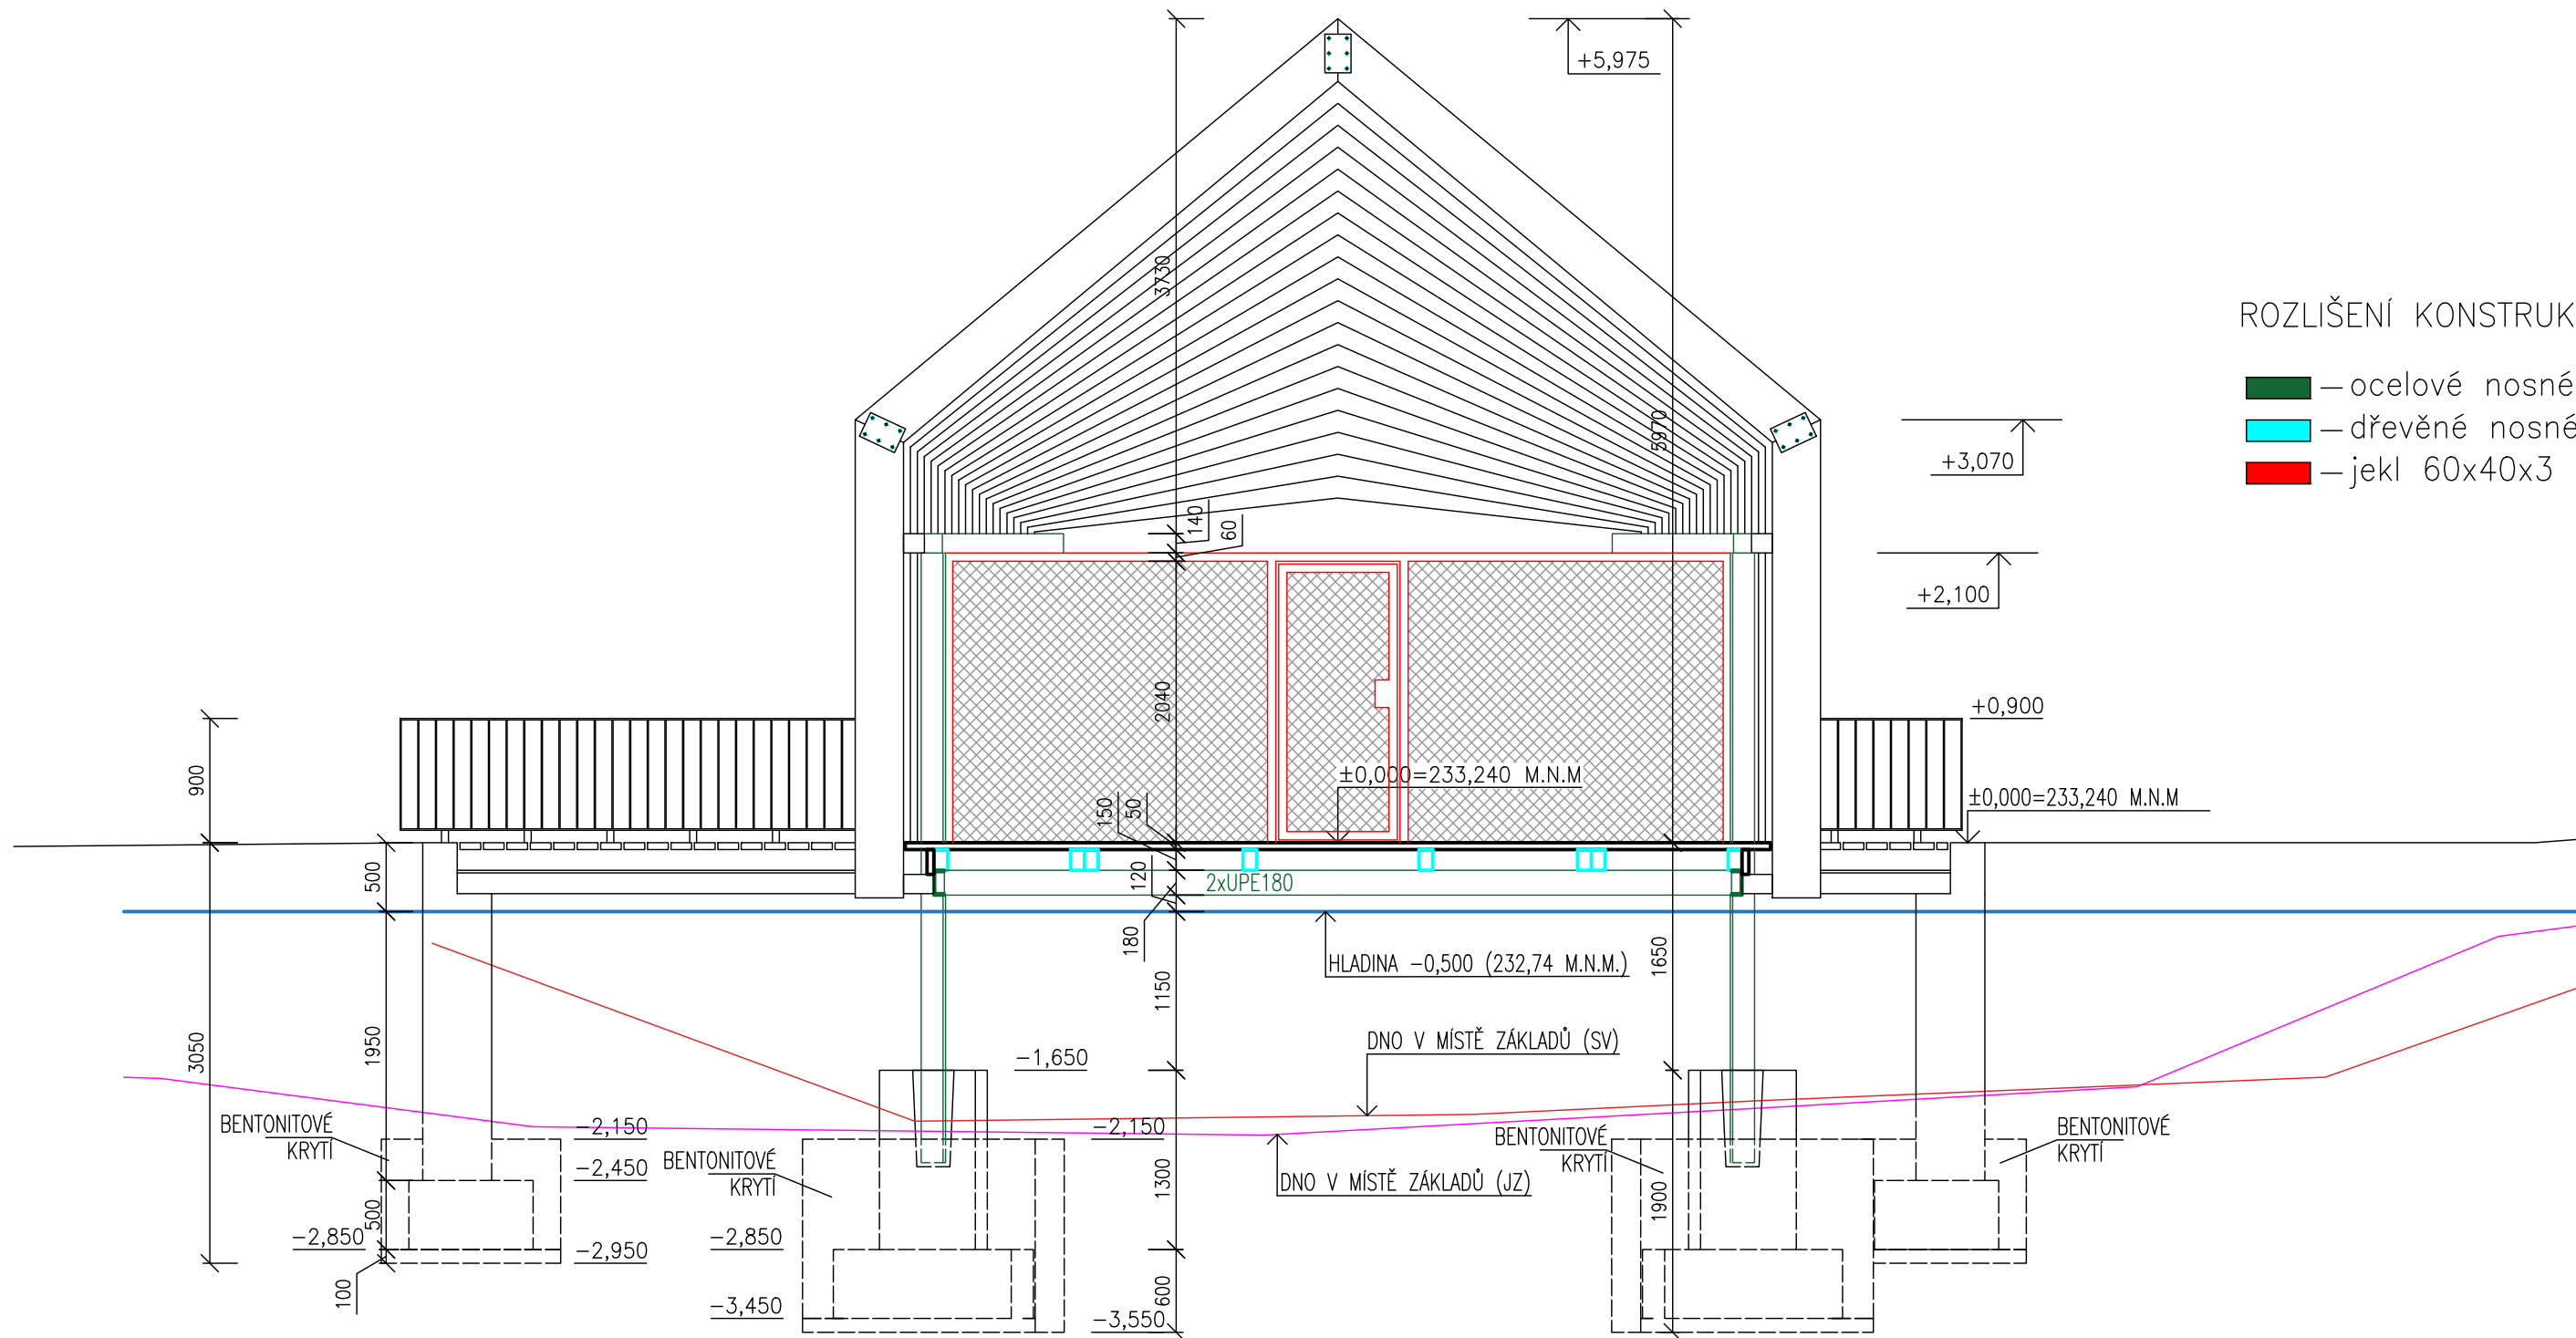 +5,975
3730
5970
ROZLIŠENÍ KONSTRUK
– ocelové nosné
– dřevěné nosné
– jekl 60x40x3
+3,070
140
60
+2,100
2040
900
+0,900
±0,000=233,240 M.N.M
±0,000=233,240 M.N.M
150
50
120
180
2xUPE180
500
HLADINA -0,500 (232,74 M.N.M.)
1150
1650
1950
3050
DNO V MÍSTĚ ZÁKLADŮ (SV)
-1,650
BENTONITOVÉ
KRYTÍ
-2,150
-2,450
BENTONITOVÉ
KRYTÍ
-2,150
1300
DNO V MÍSTĚ ZÁKLADŮ (JZ)
BENTONITOVÉ
KRYTÍ
BENTONITOVÉ
KRYTÍ
1900
500
-2,850
-2,950
100
-2,850
-3,450
600
-3,550